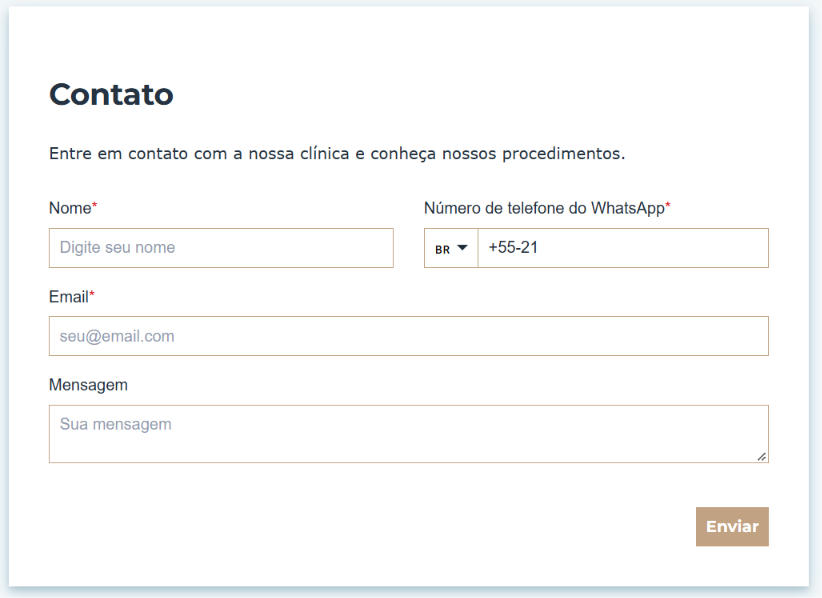 Contato
Entre em contato com a nossa clínica e conheça nossos procedimentos.
Nome*
Número de telefone do WhatsApp*
Digite seu nome
BR
+55-21
Email*
seu@email.com
Mensagem
Sua mensagem
Enviar